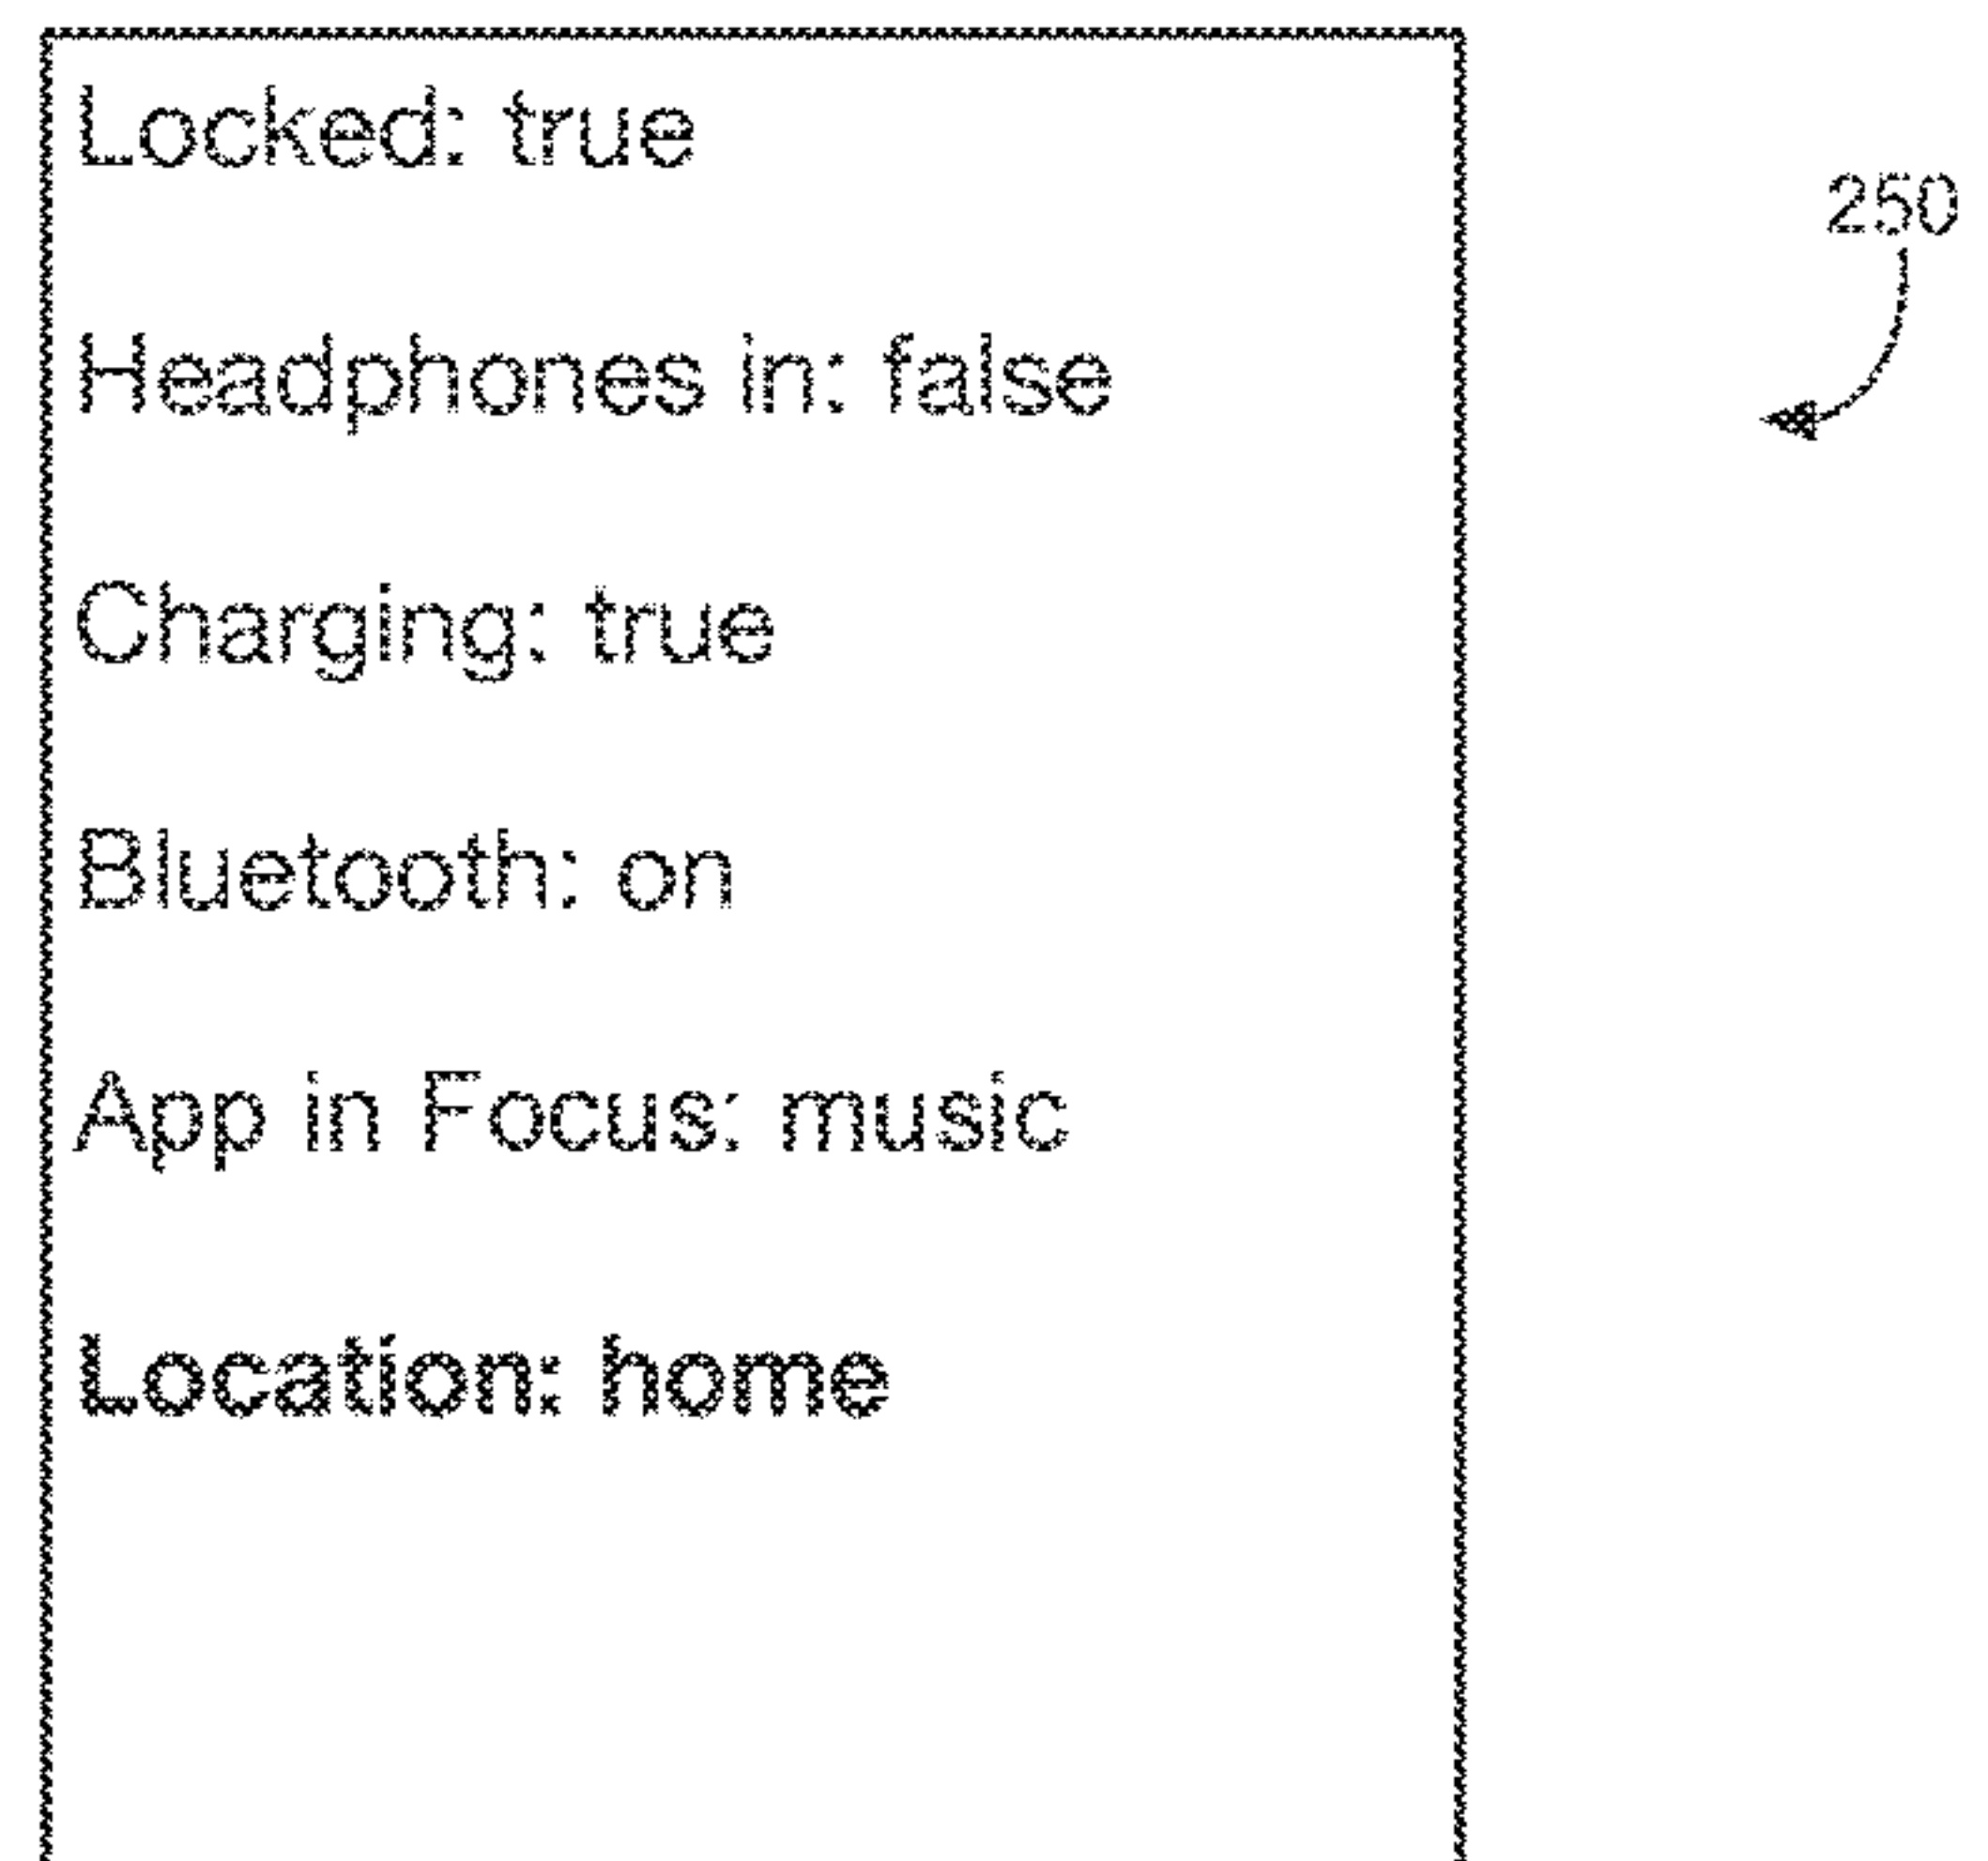 Locked: true
250
Headphones in: false
Charging: true
Bluetooth: on
App in Focus: music
Location: home